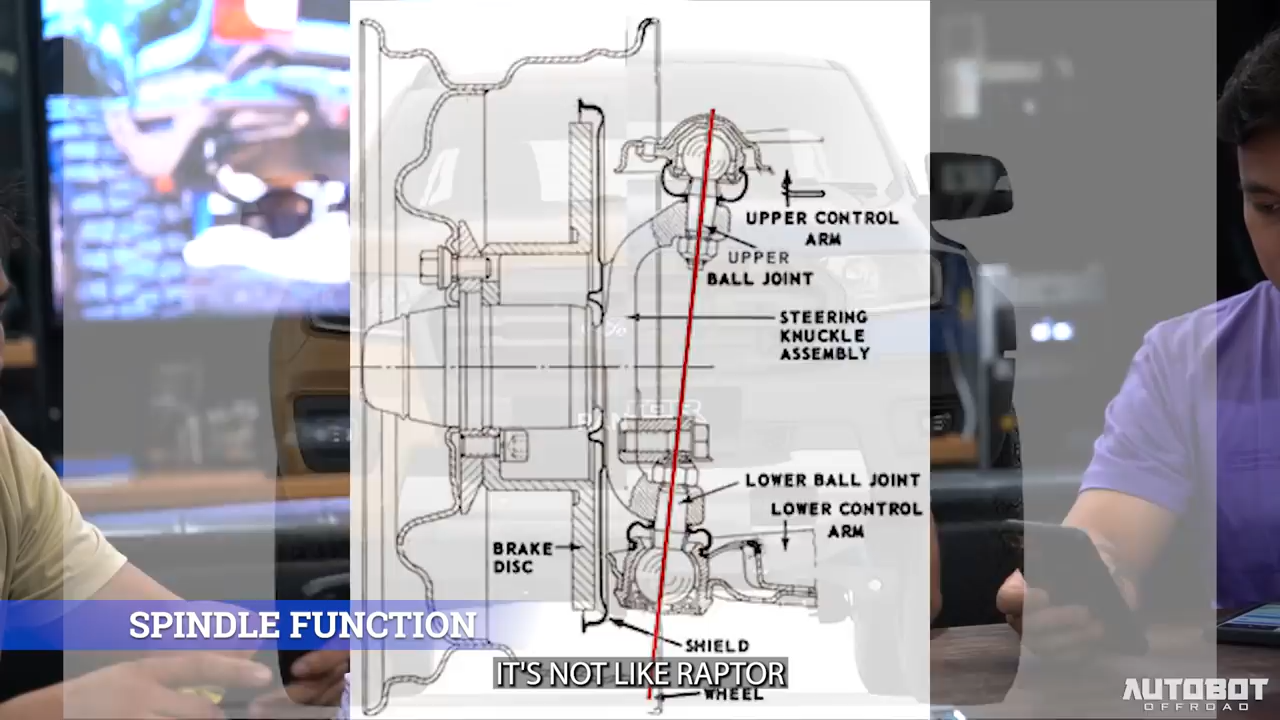 UPPER CONTROL
ARM
UPPER
BALL JOINT
STEERING
KNUCKLE
ASSEMBLY
LOWER BALL JOINT
LOWER CONTROL
ARM
BRAKE
DISC
SPINDLE FUNCTION
SHIELD
IT'S NOT LIKE RAPTOR
WHEEL
AUTOBOT
OFFROAD